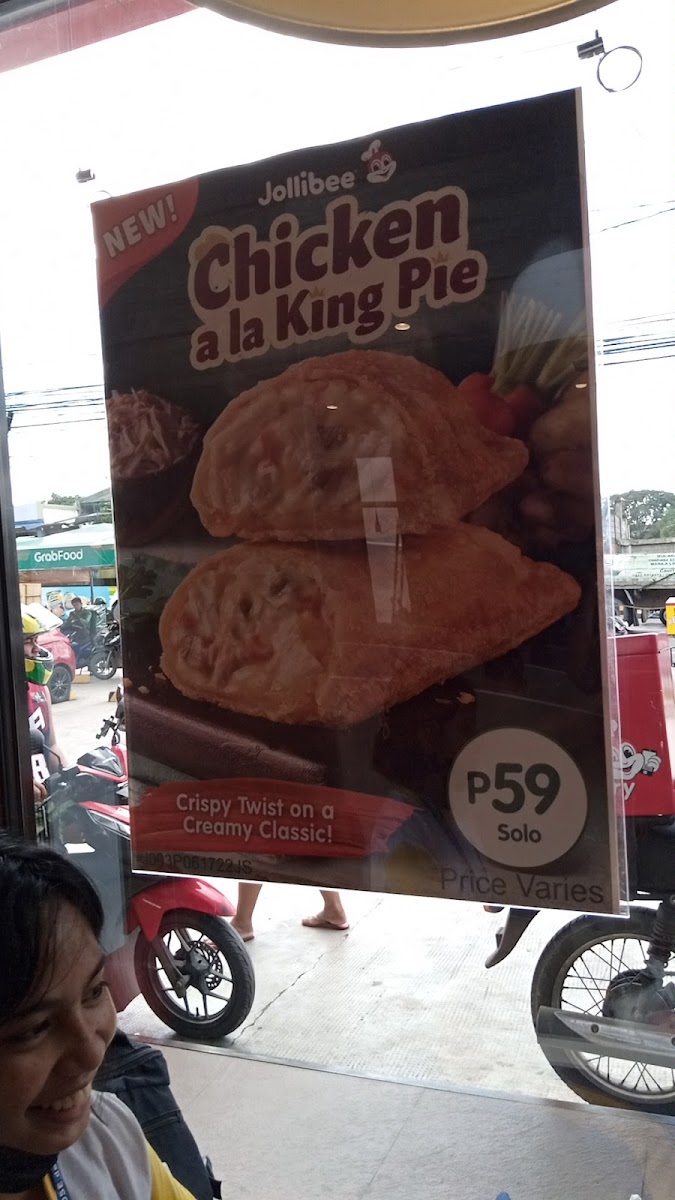 NEW!
Jollibee
Chicken
a la King Pie
GrabFood
Crispy Twist on a
Creamy Classic!
P59
Solo
Price Varies